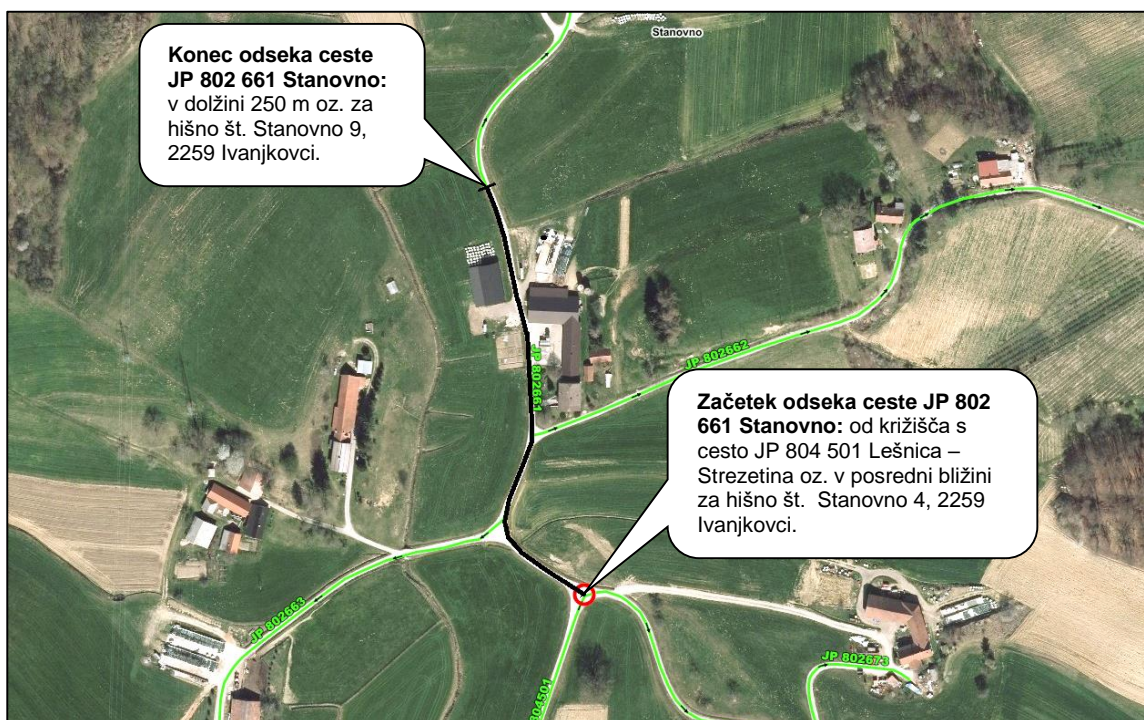 Stanovno
Konec odseka ceste
JP 802 661 Stanovno:
v dolžini 250 m oz. za
hišno št. Stanovno 9,
2259 Ivanjkovci.
JP 802661
JP 802662
Začetek odseka ceste JP 802
661 Stanovno: od križišča s
cesto JP 804 501 Lešnica –
Strezetina oz. v posredni bližini
za hišno št. Stanovno 4, 2259
Ivanjkovci.
JP 802663
804501
JP 802673